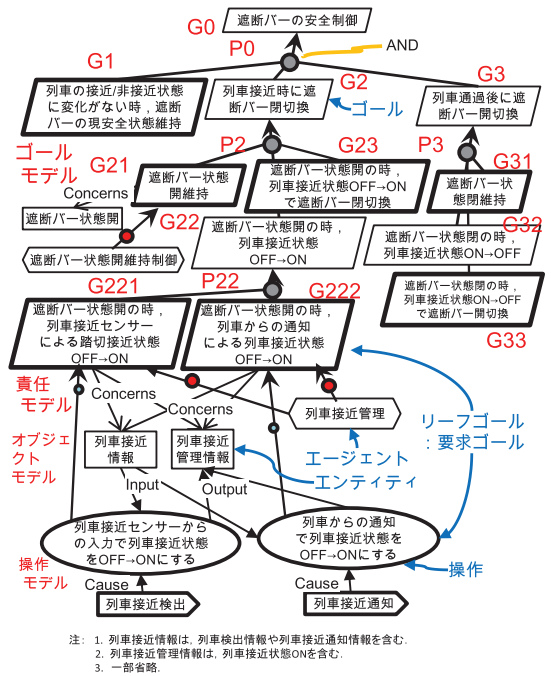 遮断バーの安全制御
G0
AND
P0
G1
列車の接近/非接近状態
に変化がない時，遮断
バーの現安全状態維持
列車接近時に遮
断バー閉切換
G2
ゴール
G3
列車通過後に遮
断バー開切換
ゴール
モデル
P2
G21
遮断バー状態
開維持
G23
遮断バー状態開の時，
列車接近状態OFF→ON
で遮断バー閉切換
P3
G31
遮断バー状
態閉維持
Concerns
遮断バー状態開
G22
遮断バー状態開維持制御
遮断バー状態開の時，
列車接近状態
OFF→ON
G32
遮断バー状態閉の時，
列車接近状態ON→OFF
遮断バー状態閉の時，
列車接近状態ON→OFF
で遮断バー開切換
G33
P22
G221
遮断バー状態開の時，
列車接近センサー
による踏切接近状態
OFF→ON
G222
遮断バー状態開の時，
列車からの通知
による列車接近状態
OFF→ON
責任
モデル
Concerns
Concerns
列車接近管理
リーフゴール
：要求ゴール
オブジェ
クト
モデル
列車接近
情報
列車接近
管理情報
エージェント
エンティティ
Input
Output
列車接近センサーから
の入力で列車接近状態
をOFF→ONにする
列車からの通知
で列車接近状態を
OFF→ONにする
操作
モデル
操作
Cause
列車接近検出
Cause
列車接近通知
注： 1. 列車接近情報は，列車検出情報や列車接近通知情報を含む.
2. 列車接近管理情報は，列車接近状態ONを含む.
3. 一部省略.